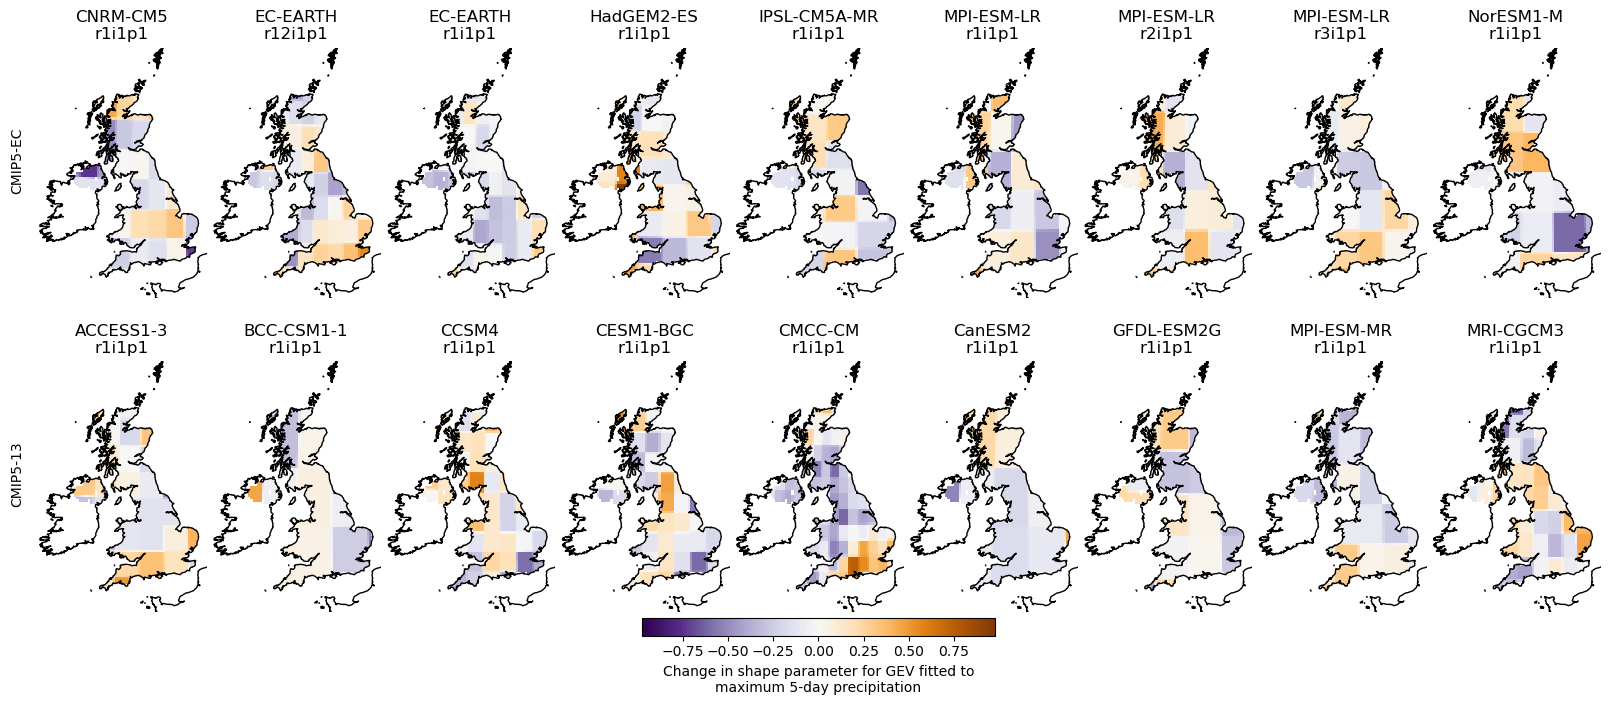 CNRM-CM5
r1i1p1
EC-EARTH
r12i1p1
EC-EARTH
r1i1p1
HadGEM2-ES
r1i1p1
IPSL-CM5A-MR
r1i1p1
MPI-ESM-LR
r1i1p1
MPI-ESM-LR
r2i1p1
MPI-ESM-LR
r3i1p1
NorESM1-M
r1i1p1
CMIP5-EC
ACCESS1-3
r1i1p1
BCC-CSM1-1
r1i1p1
CCSM4
r1i1p1
CESM1-BGC
r1i1p1
CMCC-CM
r1i1p1
CanESM2
r1i1p1
GFDL-ESM2G
r1i1p1
MPI-ESM-MR
r1i1p1
MRI-CGCM3
r1i1p1
CMIP5-13
−0.75 −0.50 −0.25 0.00 0.25 0.50 0.75
Change in shape parameter for GEV fitted to
maximum 5-day precipitation